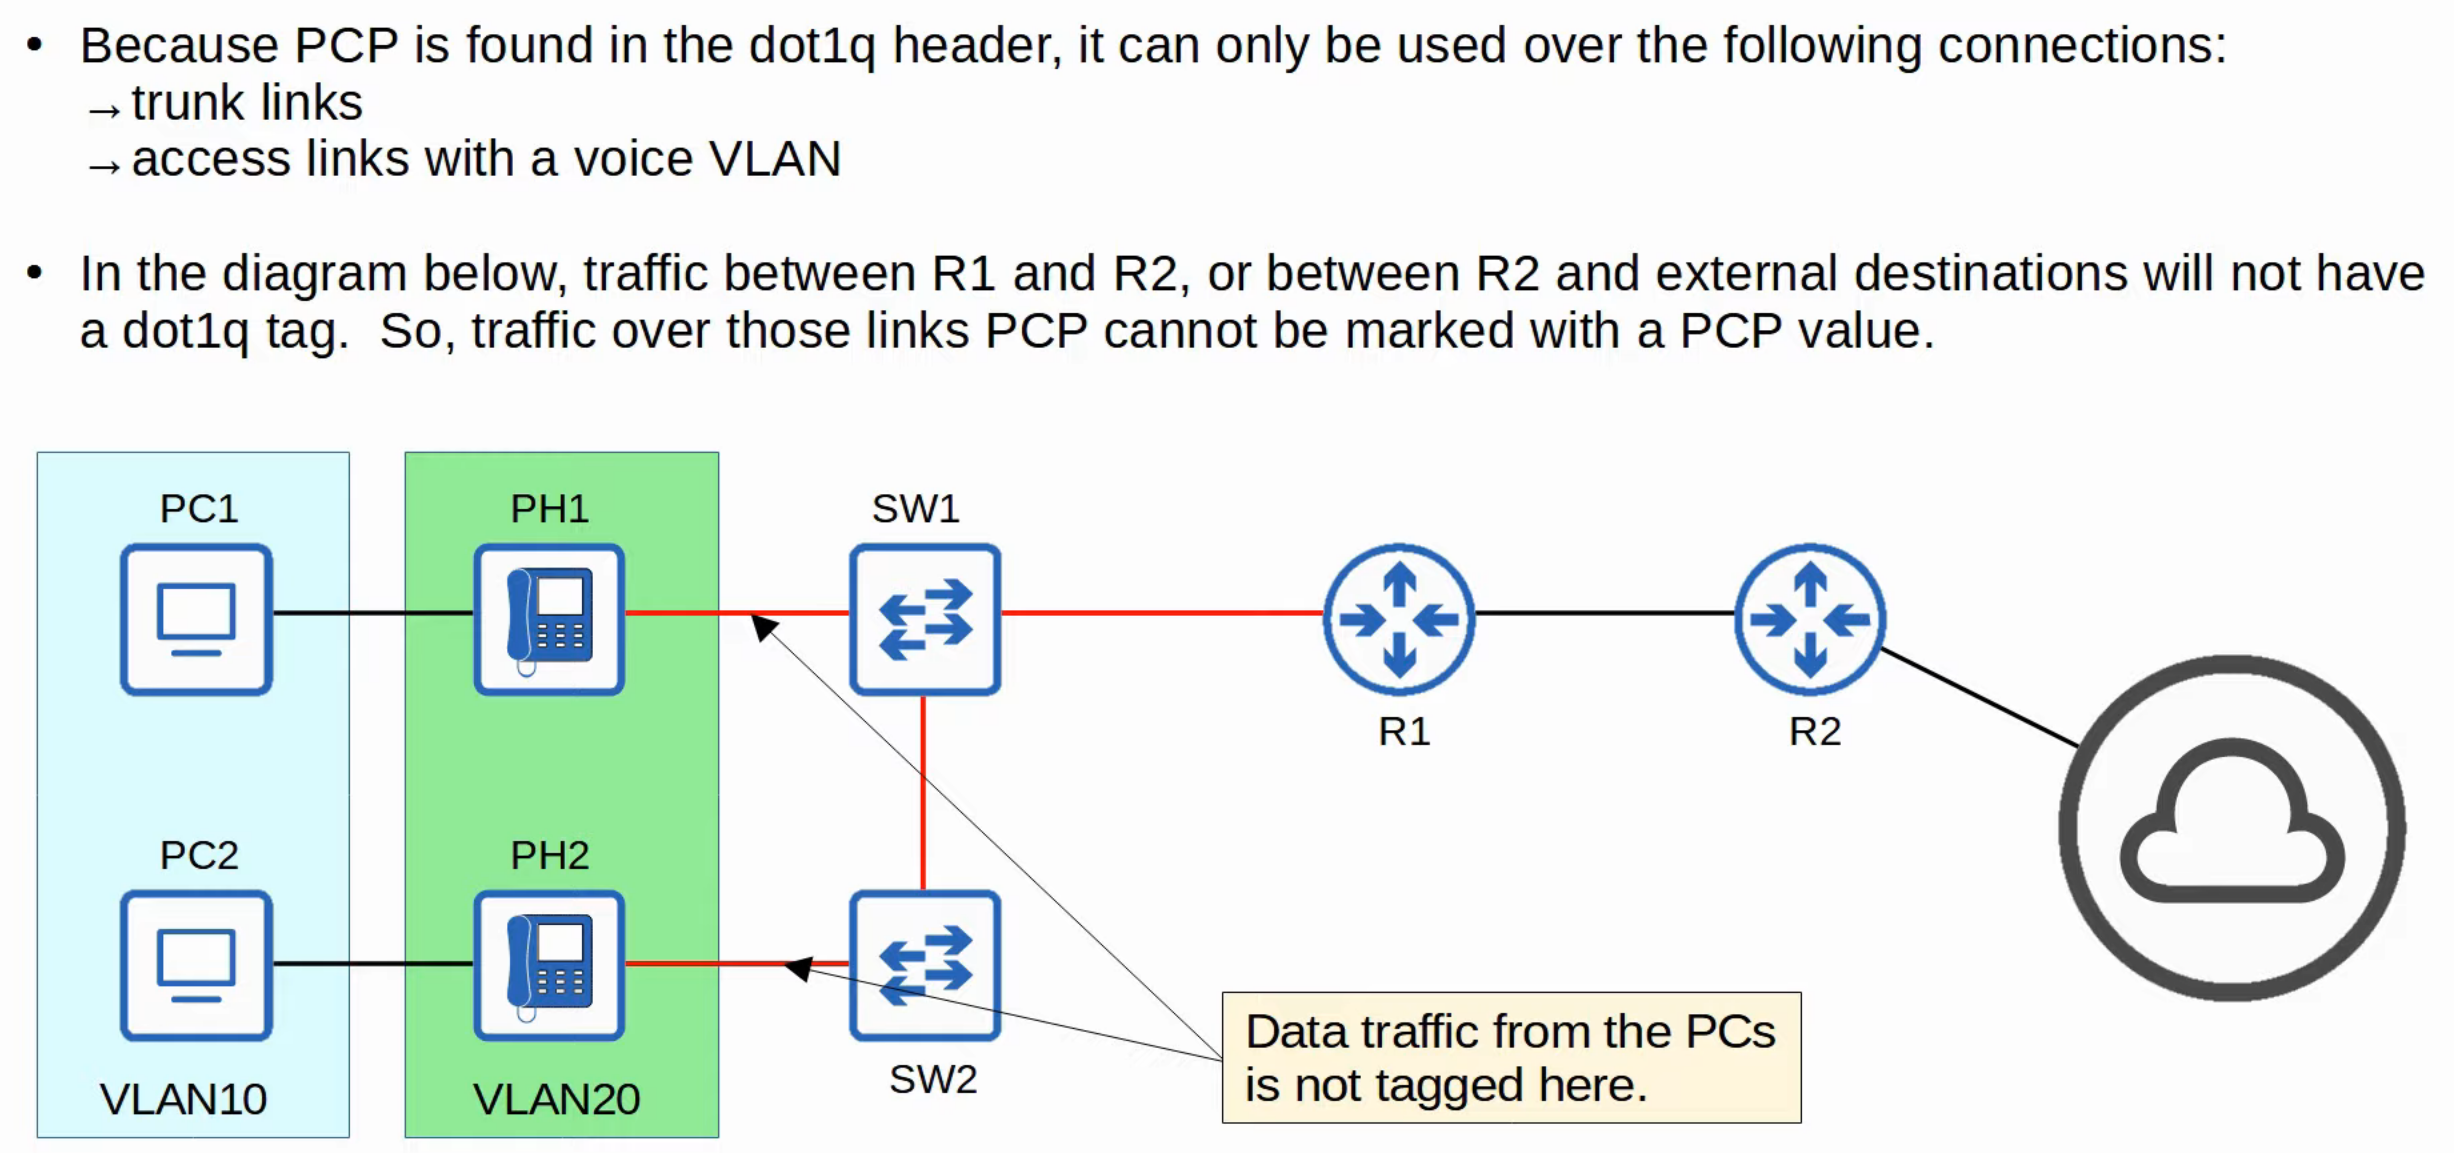 • Because PCP is found in the dot1q header, it can only be used over the following connections:
→trunk links
→access links with a voice VLAN
• In the diagram below, traffic between R1 and R2, or between R2 and external destinations will not have
a dot1q tag.  So, traffic over those links PCP cannot be marked with a PCP value.
PC1
PH1
SW1
R1
R2
PC2
PH2
SW2
VLAN10
VLAN20
Data traffic from the PCs
is not tagged here.